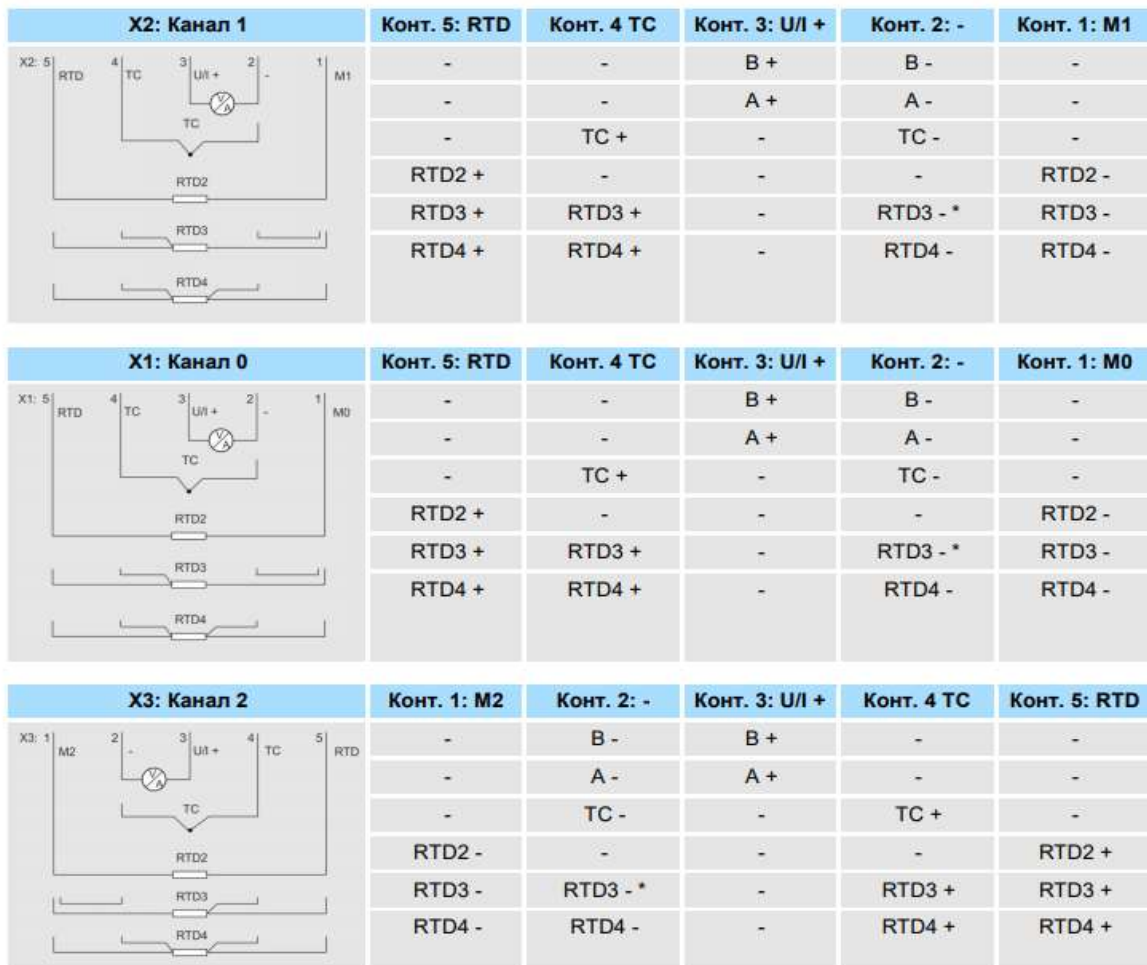 X2: Канал 1 Конт. 5: RTD Конт. 4 TC Конт. 3: U/I + Конт. 2: - Конт. 1: M1
X2: 5 RTD 4 TC 3 U/I + 2 - 1 M1
V/A
TC
RTD2
RTD3
RTD4
- - B + B - -
- - A + A - -
- TC + - TC - -
RTD2 + - - - RTD2 -
RTD3 + RTD3 + - RTD3 - * RTD3 -
RTD4 + RTD4 + - RTD4 - RTD4 -
X1: Канал 0 Конт. 5: RTD Конт. 4 TC Конт. 3: U/I + Конт. 2: - Конт. 1: M0
X1: 5 RTD 4 TC 3 U/I + 2 - 1 M0
V/A
TC
RTD2
RTD3
RTD4
- - B + B - -
- - A + A - -
- TC + - TC - -
RTD2 + - - - RTD2 -
RTD3 + RTD3 + - RTD3 - * RTD3 -
RTD4 + RTD4 + - RTD4 - RTD4 -
X3: Канал 2 Конт. 1: M2 Конт. 2: - Конт. 3: U/I + Конт. 4 TC Конт. 5: RTD
X3: 1 M2 2 - 3 U/I + 4 TC 5 RTD
V/A
TC
RTD2
RTD3
RTD4
- B - B + - -
- A - A + - -
- TC - - TC + -
RTD2 - - - - RTD2 +
RTD3 - RTD3 - * - RTD3 + RTD3 +
RTD4 - RTD4 - - RTD4 + RTD4 +